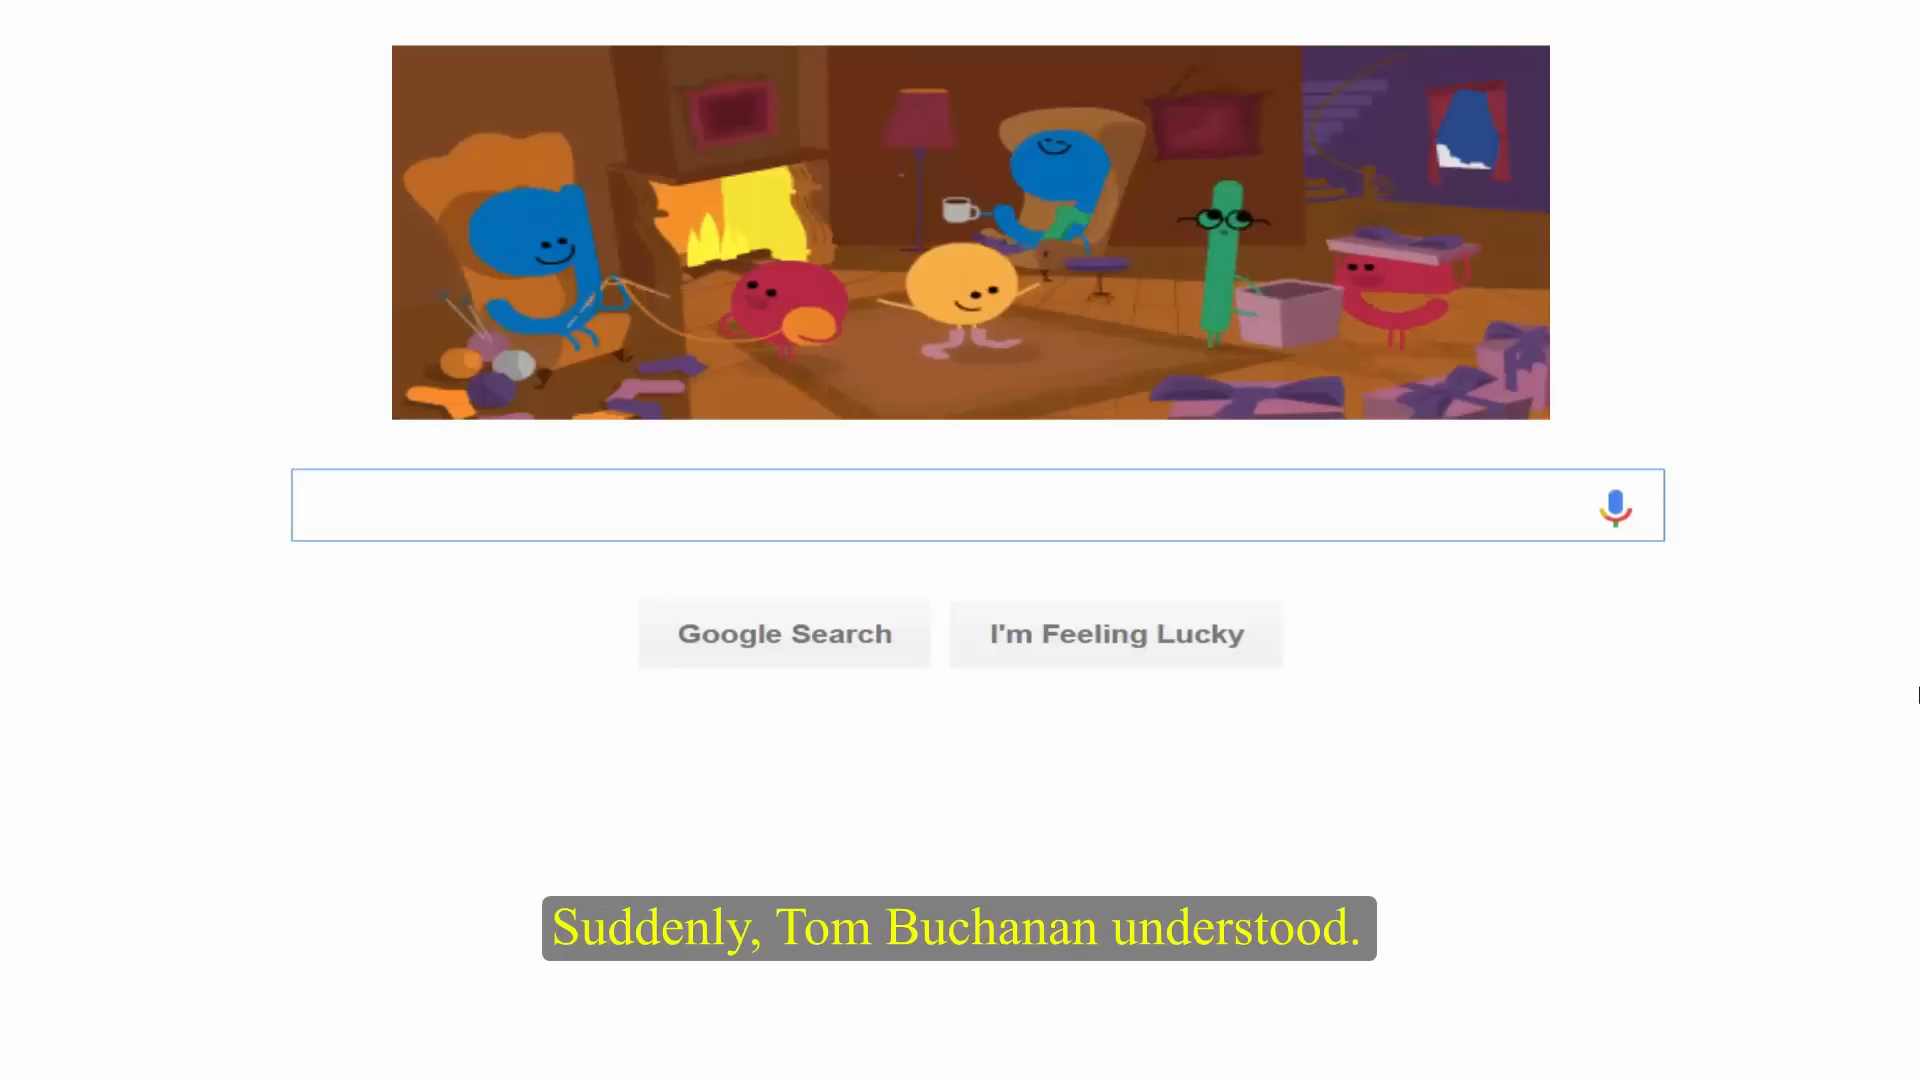 Google Search
I'm Feeling Lucky
Suddenly, Tom Buchanan understood.